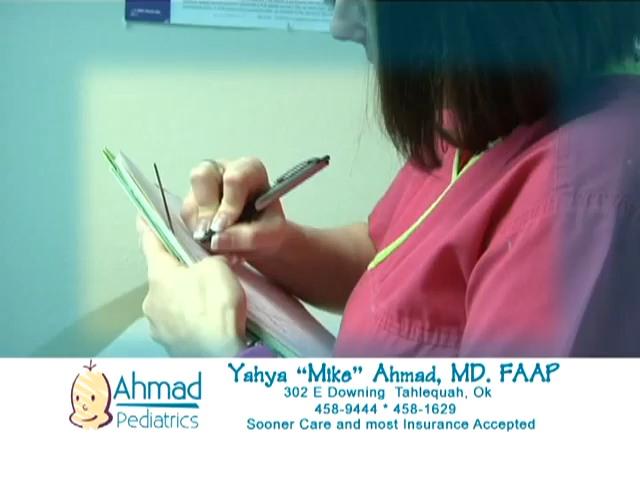 Ahmad
Pediatrics
Yahya “Mike” Ahmad, MD. FAAP
302 E Downing Tahlequah, Ok
458-9444 * 458-1629
Sooner Care and most Insurance Accepted